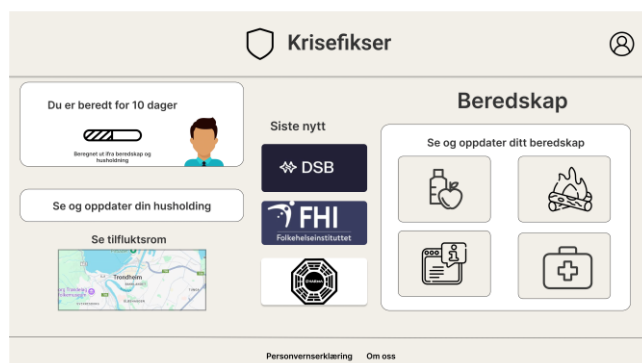 Krisefikser
Du er beredt for 10 dager
Beregnet ut ifra beredskap og
husholdning
Se og oppdater din husholding
Se tilfluktsrom
Trondheim
Siste nytt
DSB
FHI
Folkehelseinstituttet
Beredskap
Se og oppdater ditt beredskap
Personvernserklæring Om oss